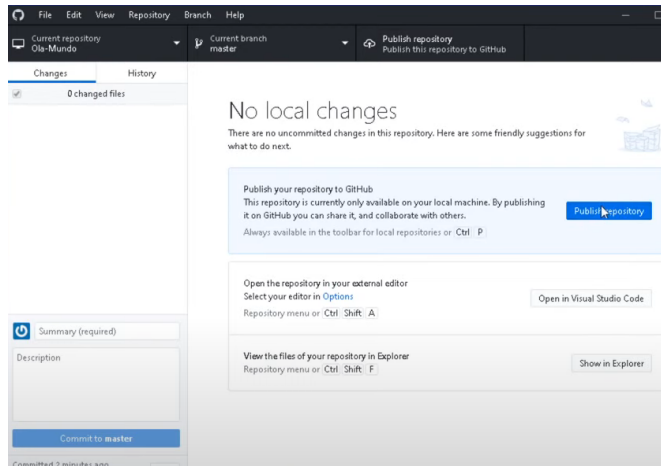 File Edit View Repository Branch Help
Current repository
Ola-Mundo
Current branch
master
Publish repository
Publish this repository to GitHub
Changes History
0 changed files
No local changes
There are no uncommitted changes in this repository. Here are some friendly suggestions for
what to do next.
Publish your repository to GitHub
This repository is currently only available on your local machine. By publishing
it on GitHub you can share it, and collaborate with others.
Always available in the toolbar for local repositories or Ctrl P
Publish repository
Open the repository in your external editor
Select your editor in Options
Repository menu or Ctrl Shift A
Open in Visual Studio Code
View the files of your repository in Explorer
Repository menu or Ctrl Shift F
Show in Explorer
Summary (required)
Description
Commit to master
Committed 2 minutes ago